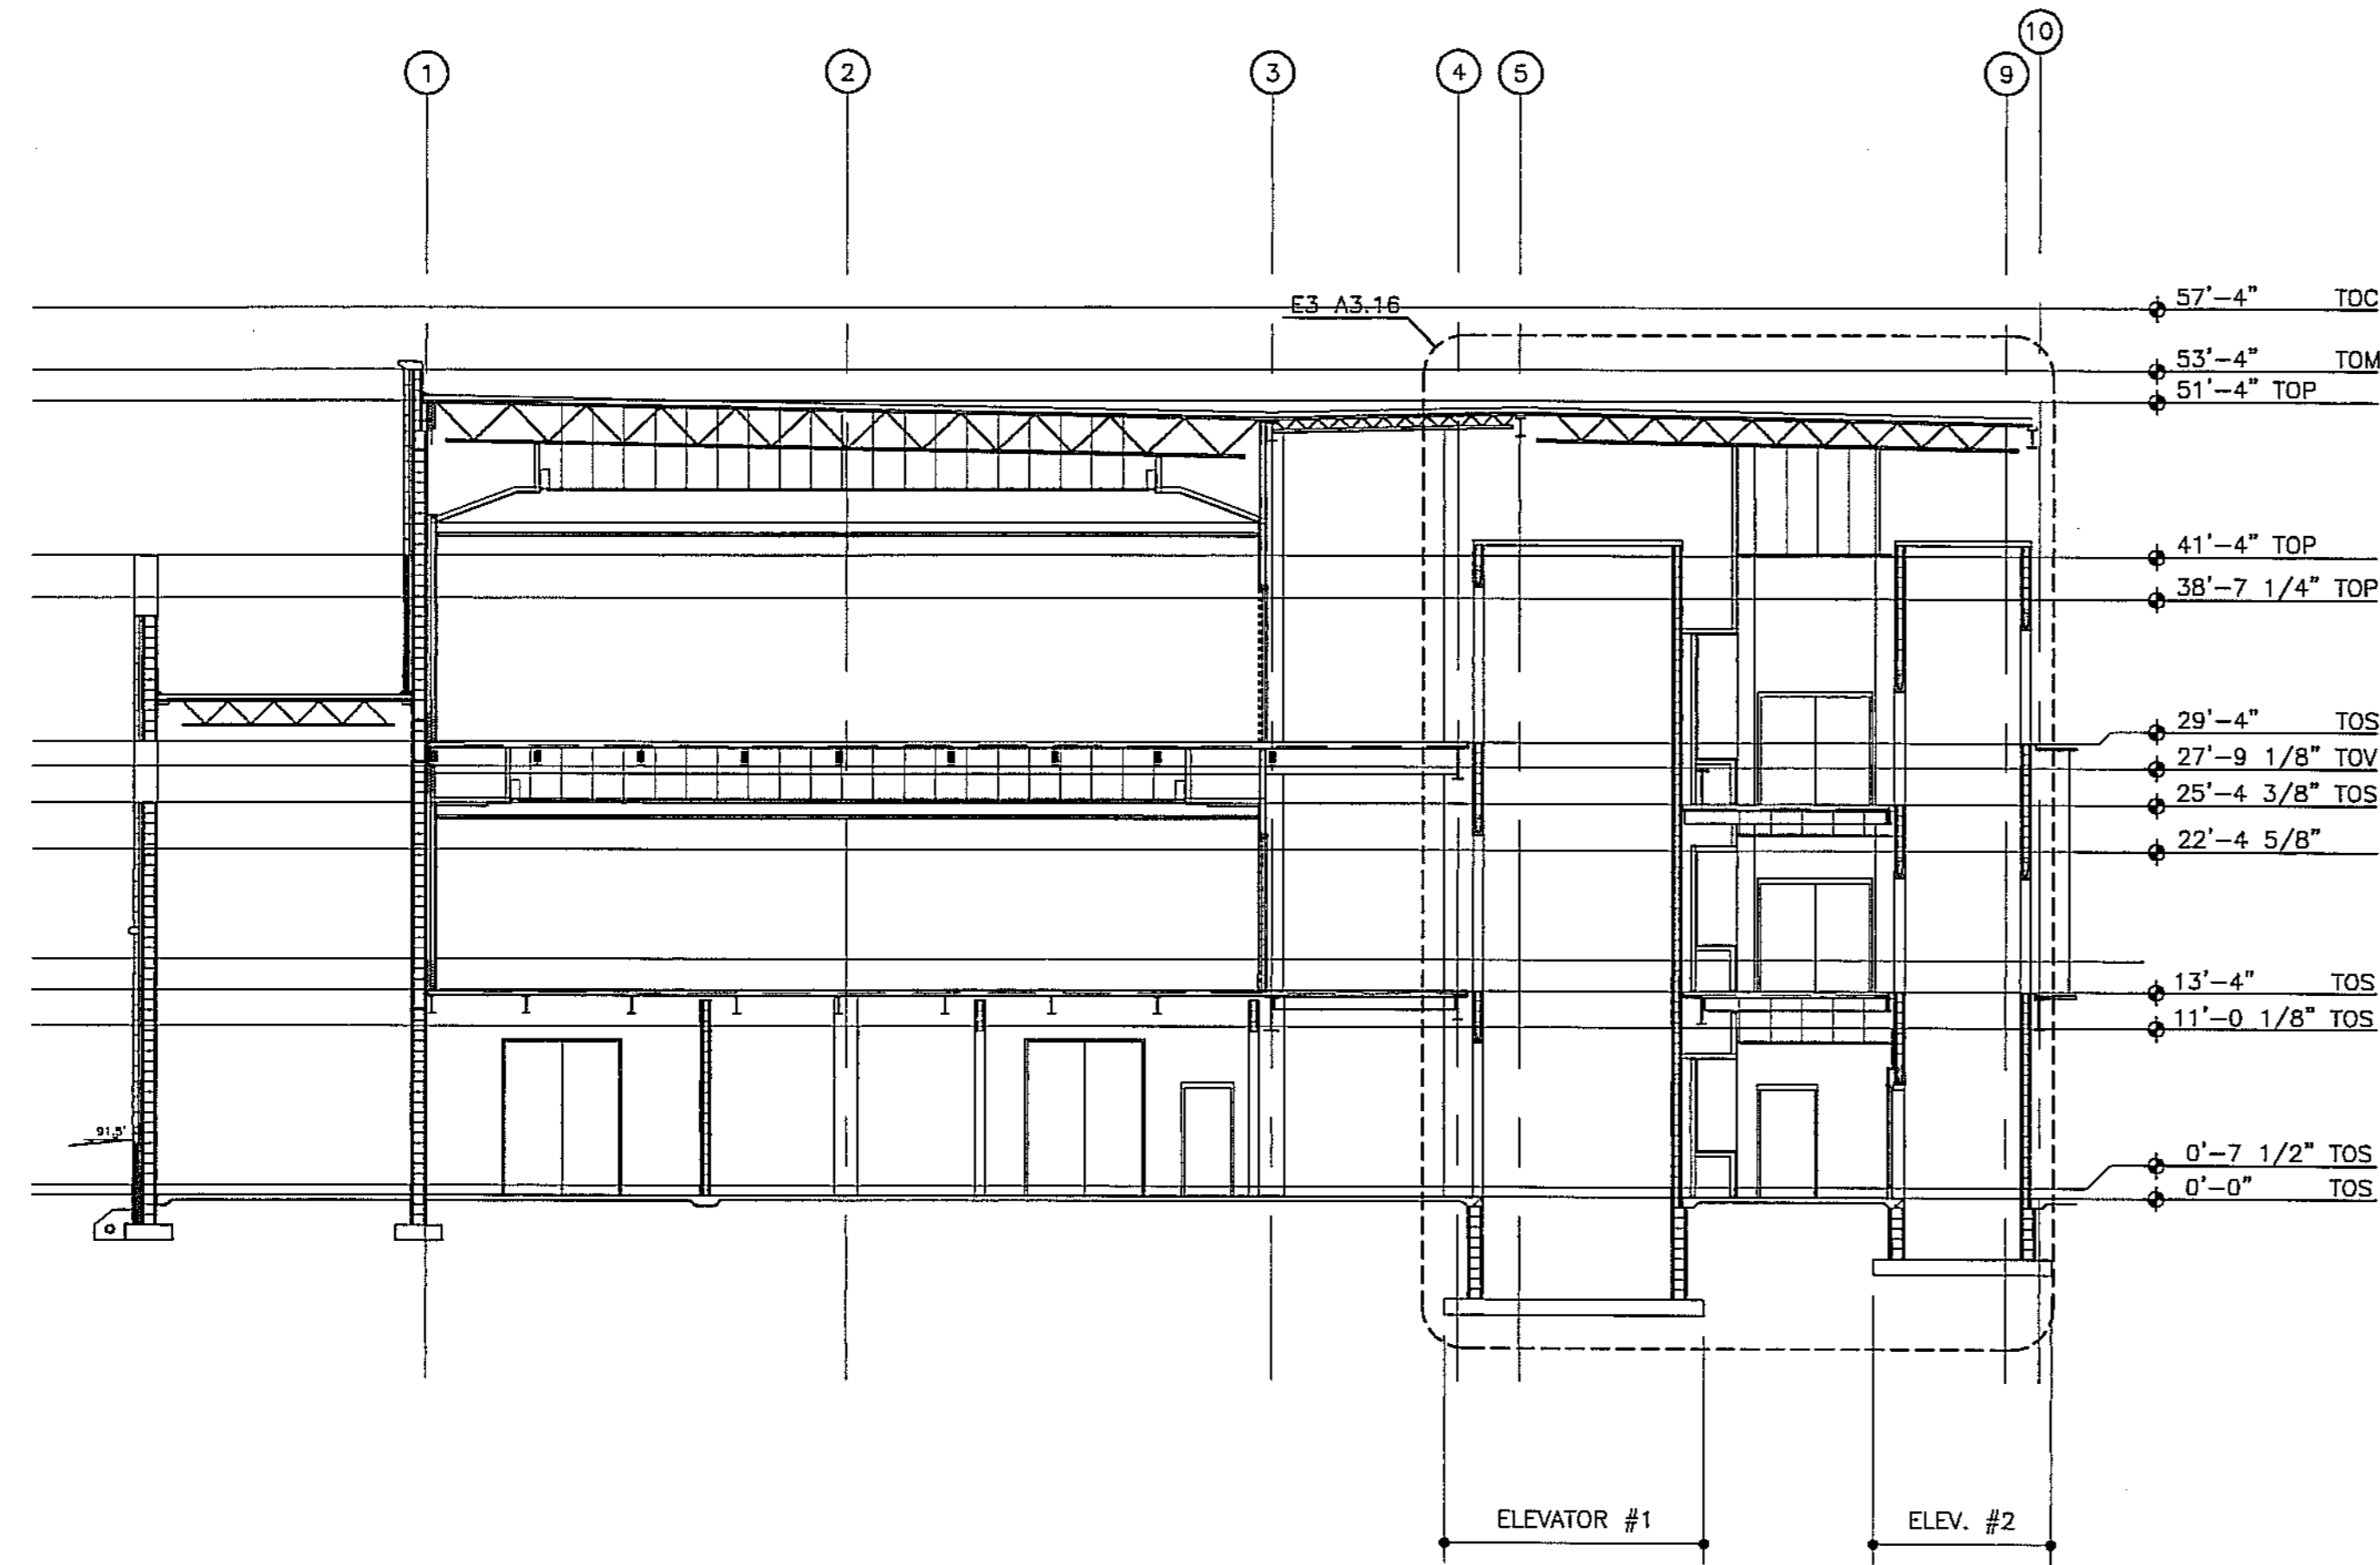 10
1
2
3
4
5
9
E3 A3.16
57'-4" TOC
53'-4" TOM
51'-4" TOP
41'-4" TOP
38'-7 1/4" TOP
29'-4" TOS
27'-9 1/8" TOV
25'-4 3/8" TOS
22'-4 5/8"
13'-4" TOS
11'-0 1/8" TOS
91.5'
0'-7 1/2" TOS
0'-0" TOS
ELEVATOR #1
ELEV. #2